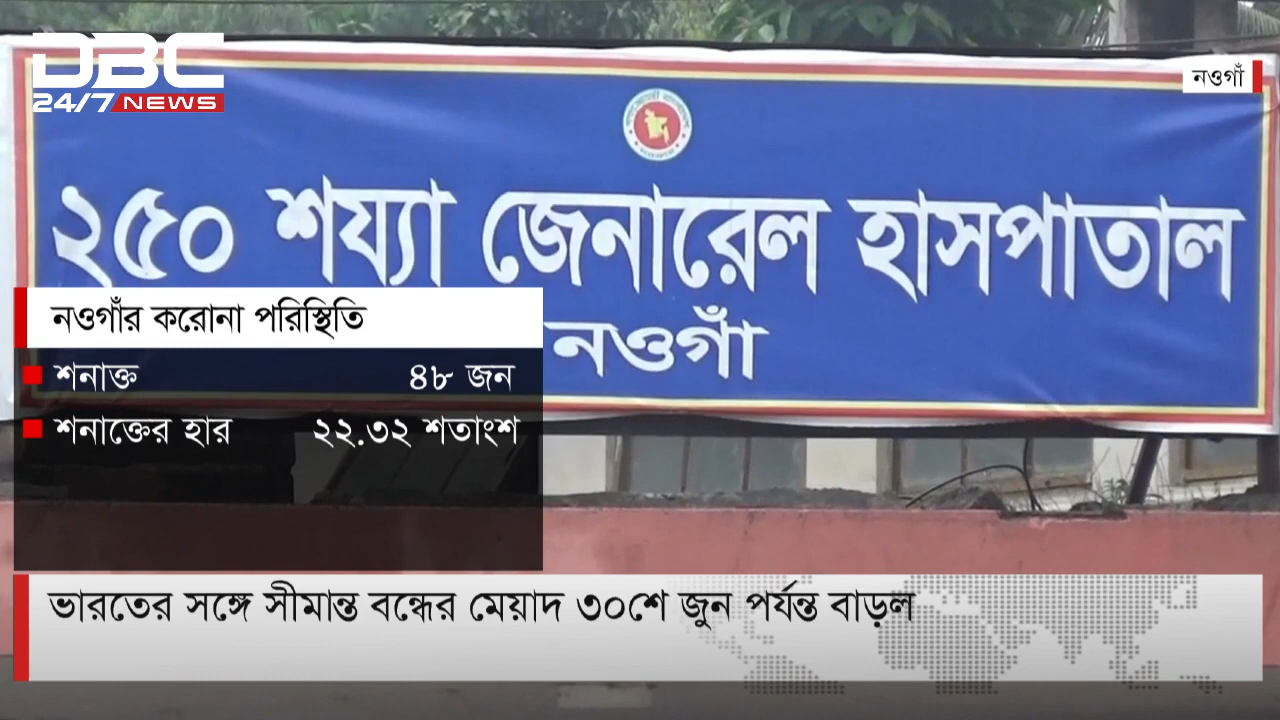 DBC
24/7 NEWS
নওগাঁ
২৫০ শয্যা জেনারেল হাসপাতাল
নওগাঁ
নওগাঁর করোনা পরিস্থিতি
শনাক্ত ৪৮ জন
শনাক্তের হার ২২.৩২ শতাংশ
ভারতের সঙ্গে সীমান্ত বন্ধের মেয়াদ ৩০শে জুন পর্যন্ত বাড়ল